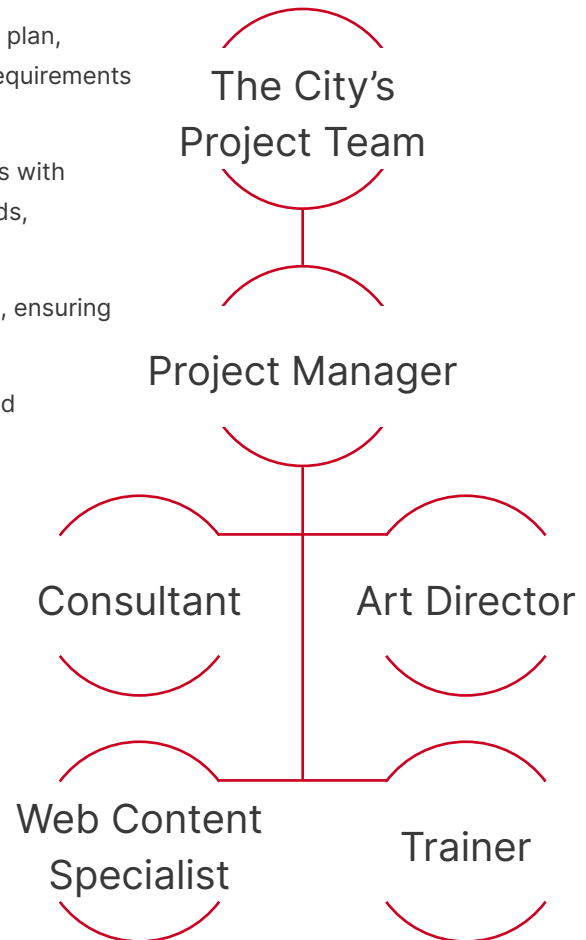 plan,
equirements
s with
ds,
, ensuring
d
The City’s
Project Team
Project Manager
Consultant
Art Director
Web Content
Specialist
Trainer